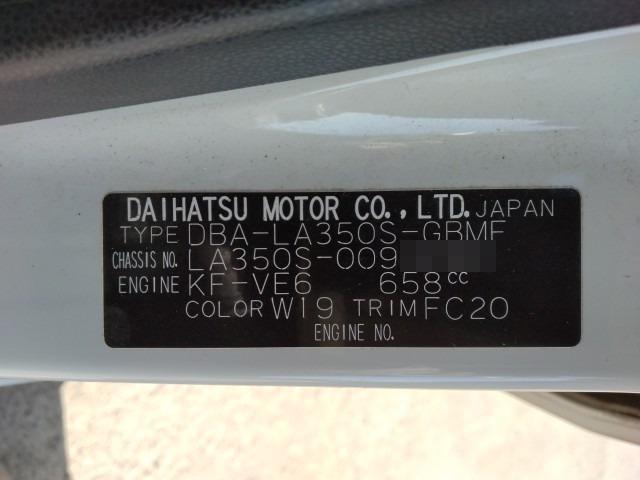 DAIHATSU MOTOR CO., LTD. JAPAN
TYPE DBA-LA350S-GBMF
CHASSIS NO. LA350S-009
ENGINE KF-VE6 658cc
COLOR W19 TRIM FC20
ENGINE NO.